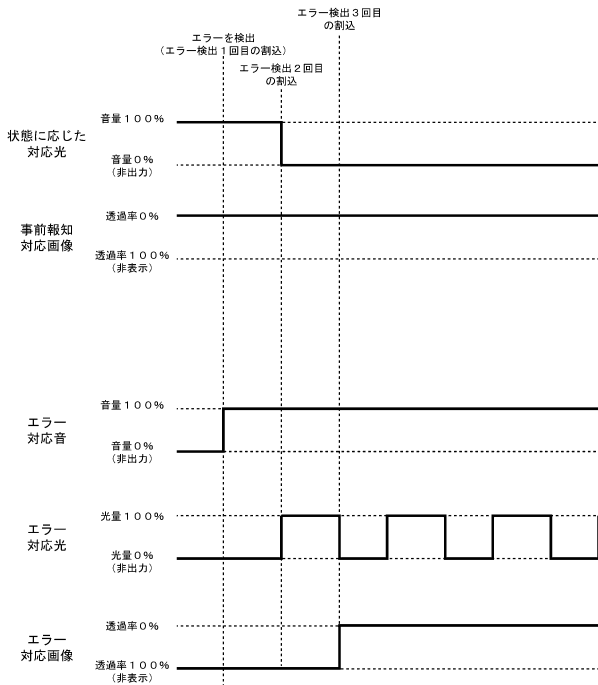 エラー検出３回目
の割込
エラーを検出
（エラー検出１回目の割込）
エラー検出２回目
の割込
状態に応じた
対応光
音量１００％
音量０％
（非出力）
事前報知
対応画像
透過率０％
透過率１００％
（非表示）
エラー
対応音
音量１００％
音量０％
（非出力）
エラー
対応光
光量１００％
光量０％
（非出力）
エラー
対応画像
透過率０％
透過率１００％
（非表示）